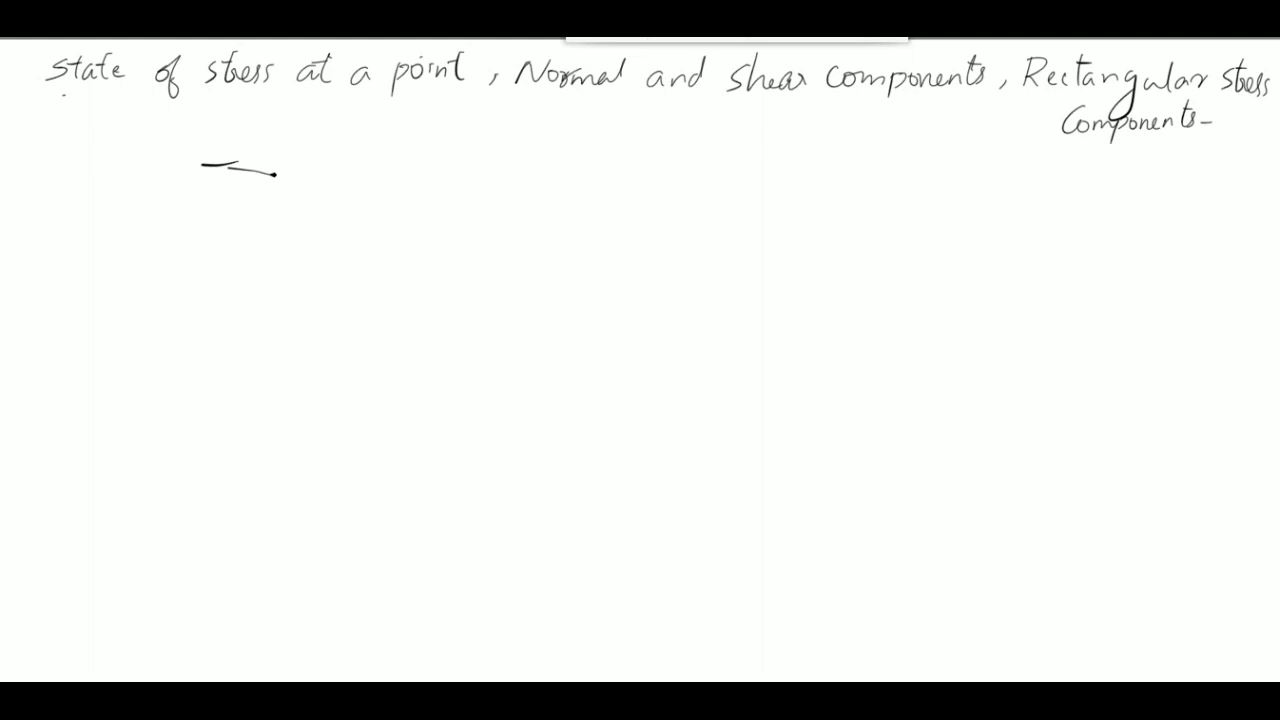 State of stress at a point, Normal and shear components, Rectangular stress
Components-